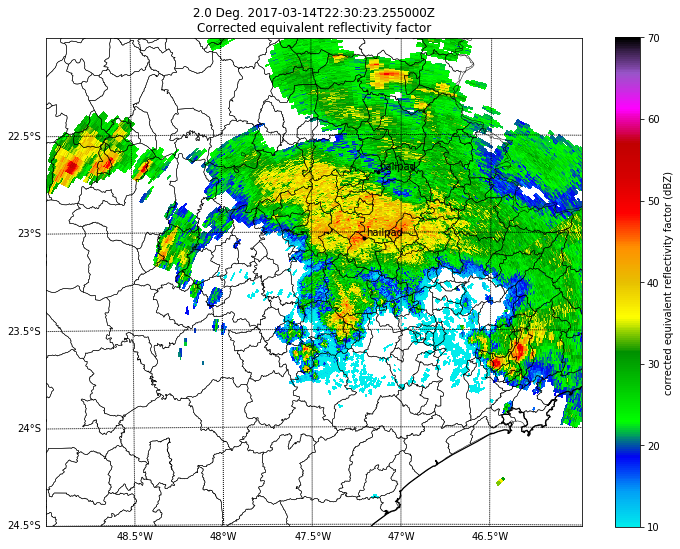 2.0 Deg. 2017-03-14T22:30:23.255000Z
Corrected equivalent reflectivity factor
70
60
50
40
30
20
10
corrected equivalent reflectivity factor (dBZ)
22.5°S
23°S
23.5°S
24°S
24.5°S
hailpad
hailpad
48.5°W
48°W
47.5°W
47°W
46.5°W